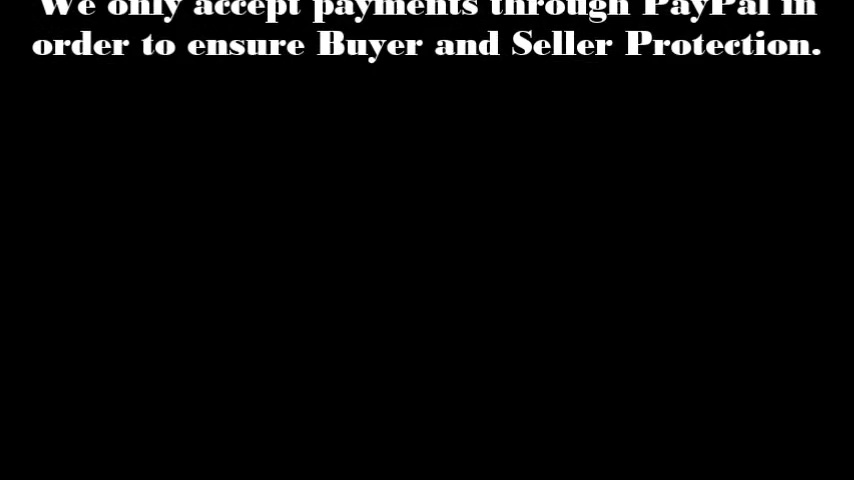 We only accept payments through PayPal in
order to ensure Buyer and Seller Protection.